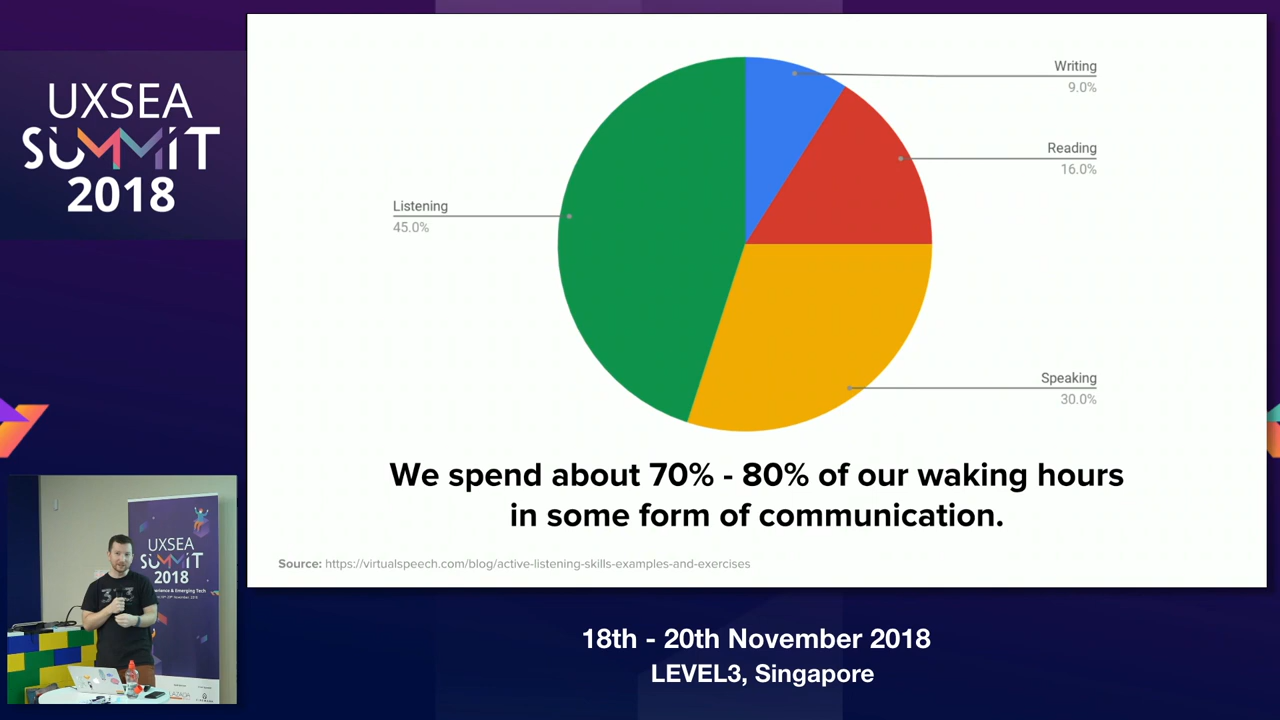 UXSEA
SUMMIT
2018
Writing
9.0%
Reading
16.0%
Listening
45.0%
Speaking
30.0%
We spend about 70% - 80% of our waking hours
in some form of communication.
Source: https://virtualspeech.com/blog/active-listening-skills-examples-and-exercises
UXSEA
SUMMIT
2018
LAZADA
18th - 20th November 2018
LEVEL3, Singapore